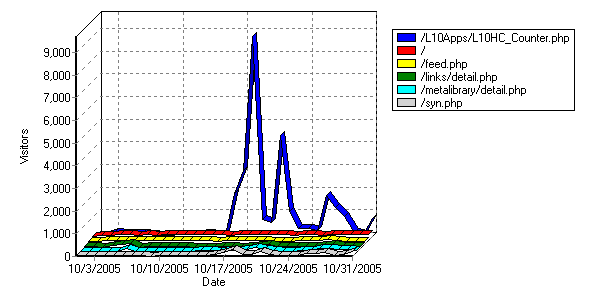 9,000
8,000
7,000
6,000
5,000
4,000
3,000
2,000
1,000
0
Visitors
10/3/2005 10/10/2005 10/17/2005 10/24/2005 10/31/2005
Date
/L10Apps/L10HC_Counter.php
/
/feed.php
/links/detail.php
/metalibrary/detail.php
/syn.php